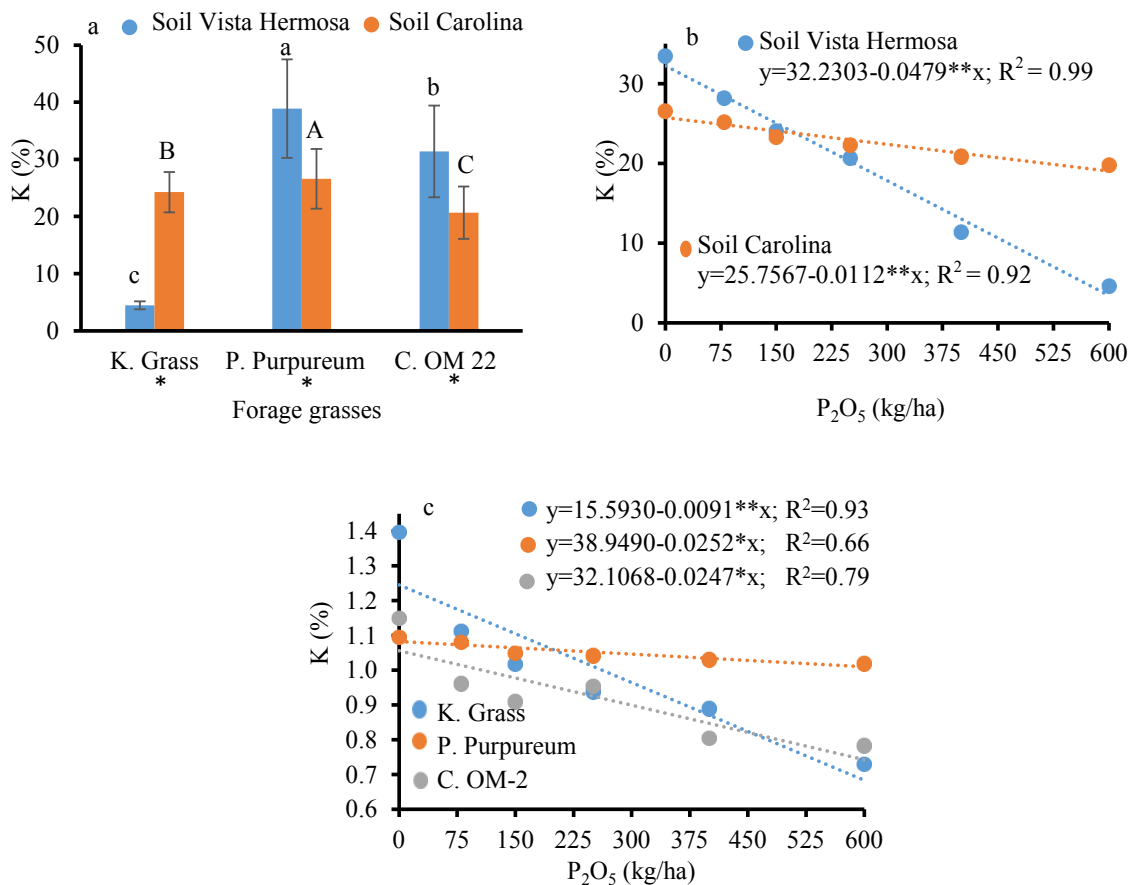 a
Soil Vista Hermosa Soil Carolina
K (%)
50
40
30
20
10
0
c
B
a
A
b
C
K. Grass P. Purpureum C. OM 22
* * *
Forage grasses
b
Soil Vista Hermosa
y=32.2303-0.0479**x; R² = 0.99
K (%)
30
20
10
0
Soil Carolina
y=25.7567-0.0112**x; R² = 0.92
0 75 150 225 300 375 450 525 600
P₂O₅ (kg/ha)
c
y=15.5930-0.0091**x; R²=0.93
y=38.9490-0.0252*x; R²=0.66
y=32.1068-0.0247*x; R²=0.79
K (%)
1.4
1.3
1.2
1.1
1.0
0.9
0.8
0.7
0.6
K. Grass
P. Purpureum
C. OM-2
0 75 150 225 300 375 450 525 600
P₂O₅ (kg/ha)